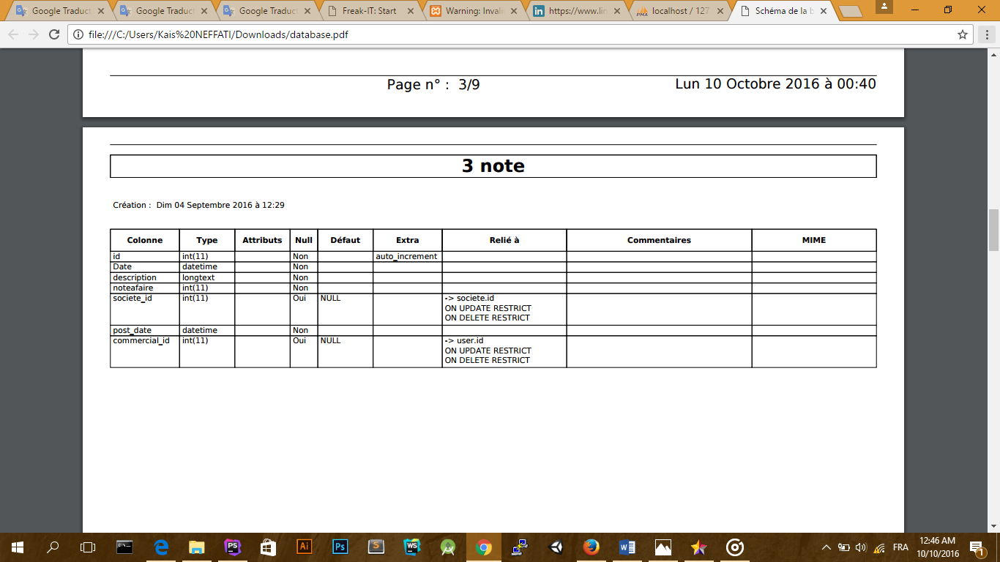 Google Traduct
Google Traduct
Google Traduct
Freak-IT: Start
Warning: Invali
https://www.lin
localhost / 127
Schéma de la b
file:///C:/Users/Kais%20NEFFATI/Downloads/database.pdf
Page n° : 3/9 Lun 10 Octobre 2016 à 00:40
3 note
Création : Dim 04 Septembre 2016 à 12:29
Colonne Type Attributs Null Défaut Extra Relié à Commentaires MIME
id int(11) Non auto_increment
Date datetime Non
description longtext Non
noteafaire int(11) Non
societe_id int(11) Oui NULL -> societe.id
ON UPDATE RESTRICT
ON DELETE RESTRICT
post_date datetime Non
commercial_id int(11) Oui NULL -> user.id
ON UPDATE RESTRICT
ON DELETE RESTRICT
FRA
12:46 AM
10/10/2016